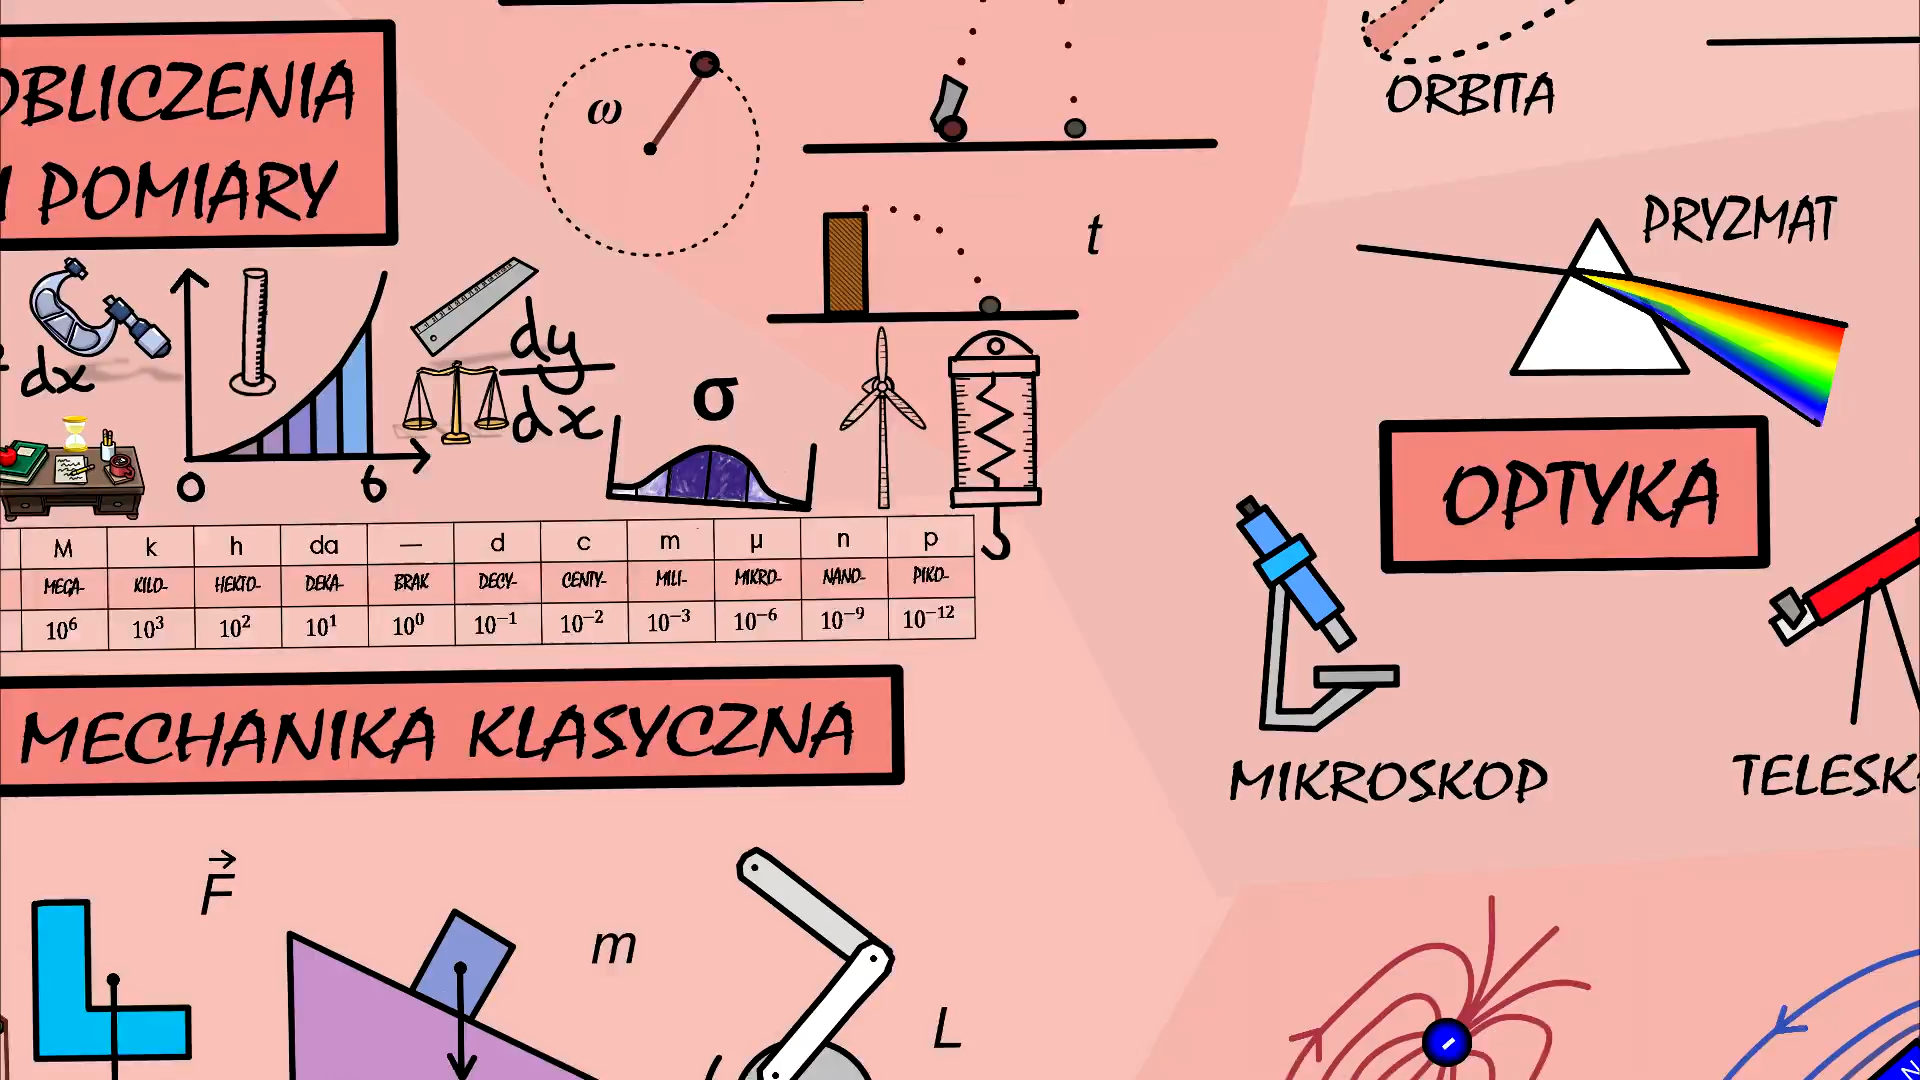 OBLICZENIA
I POMIARY
ω
ORBITA
t
PRYZMAT
dx
0
6
dy
dx
σ
OPTYKA
M k h da — d c m μ n p
MEGA- KILO- HEKTO- DEKA- BRAK DECY- CENTY- MILI- MIKRO- NANO- PIKO-
10⁶ 10³ 10² 10¹ 10⁰ 10⁻¹ 10⁻² 10⁻³ 10⁻⁶ 10⁻⁹ 10⁻¹²
MECHANIKA KLASYCZNA
MIKROSKOP
TELESK
F⃗
m
L
-
N